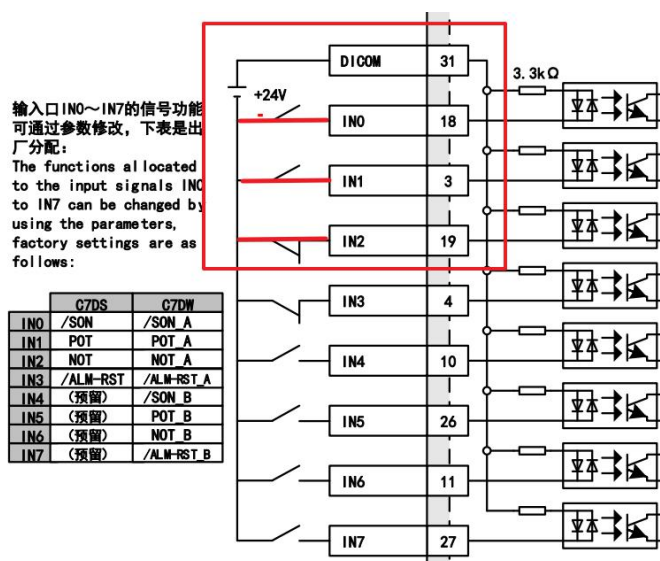 DICOM 31
3.3kΩ
+24V
-
IN0 18
IN1 3
IN2 19
IN3 4
IN4 10
IN5 26
IN6 11
IN7 27
输入口IN0～IN7的信号功能
可通过参数修改，下表是出
厂分配：
The functions allocated
to the input signals IN0
to IN7 can be changed by
using the parameters,
factory settings are as
follows:
C7DS C7DW
IN0 /SON /SON_A
IN1 POT POT_A
IN2 NOT NOT_A
IN3 /ALM-RST /ALM-RST_A
IN4 (预留) /SON_B
IN5 (预留) POT_B
IN6 (预留) NOT_B
IN7 (预留) /ALM-RST_B